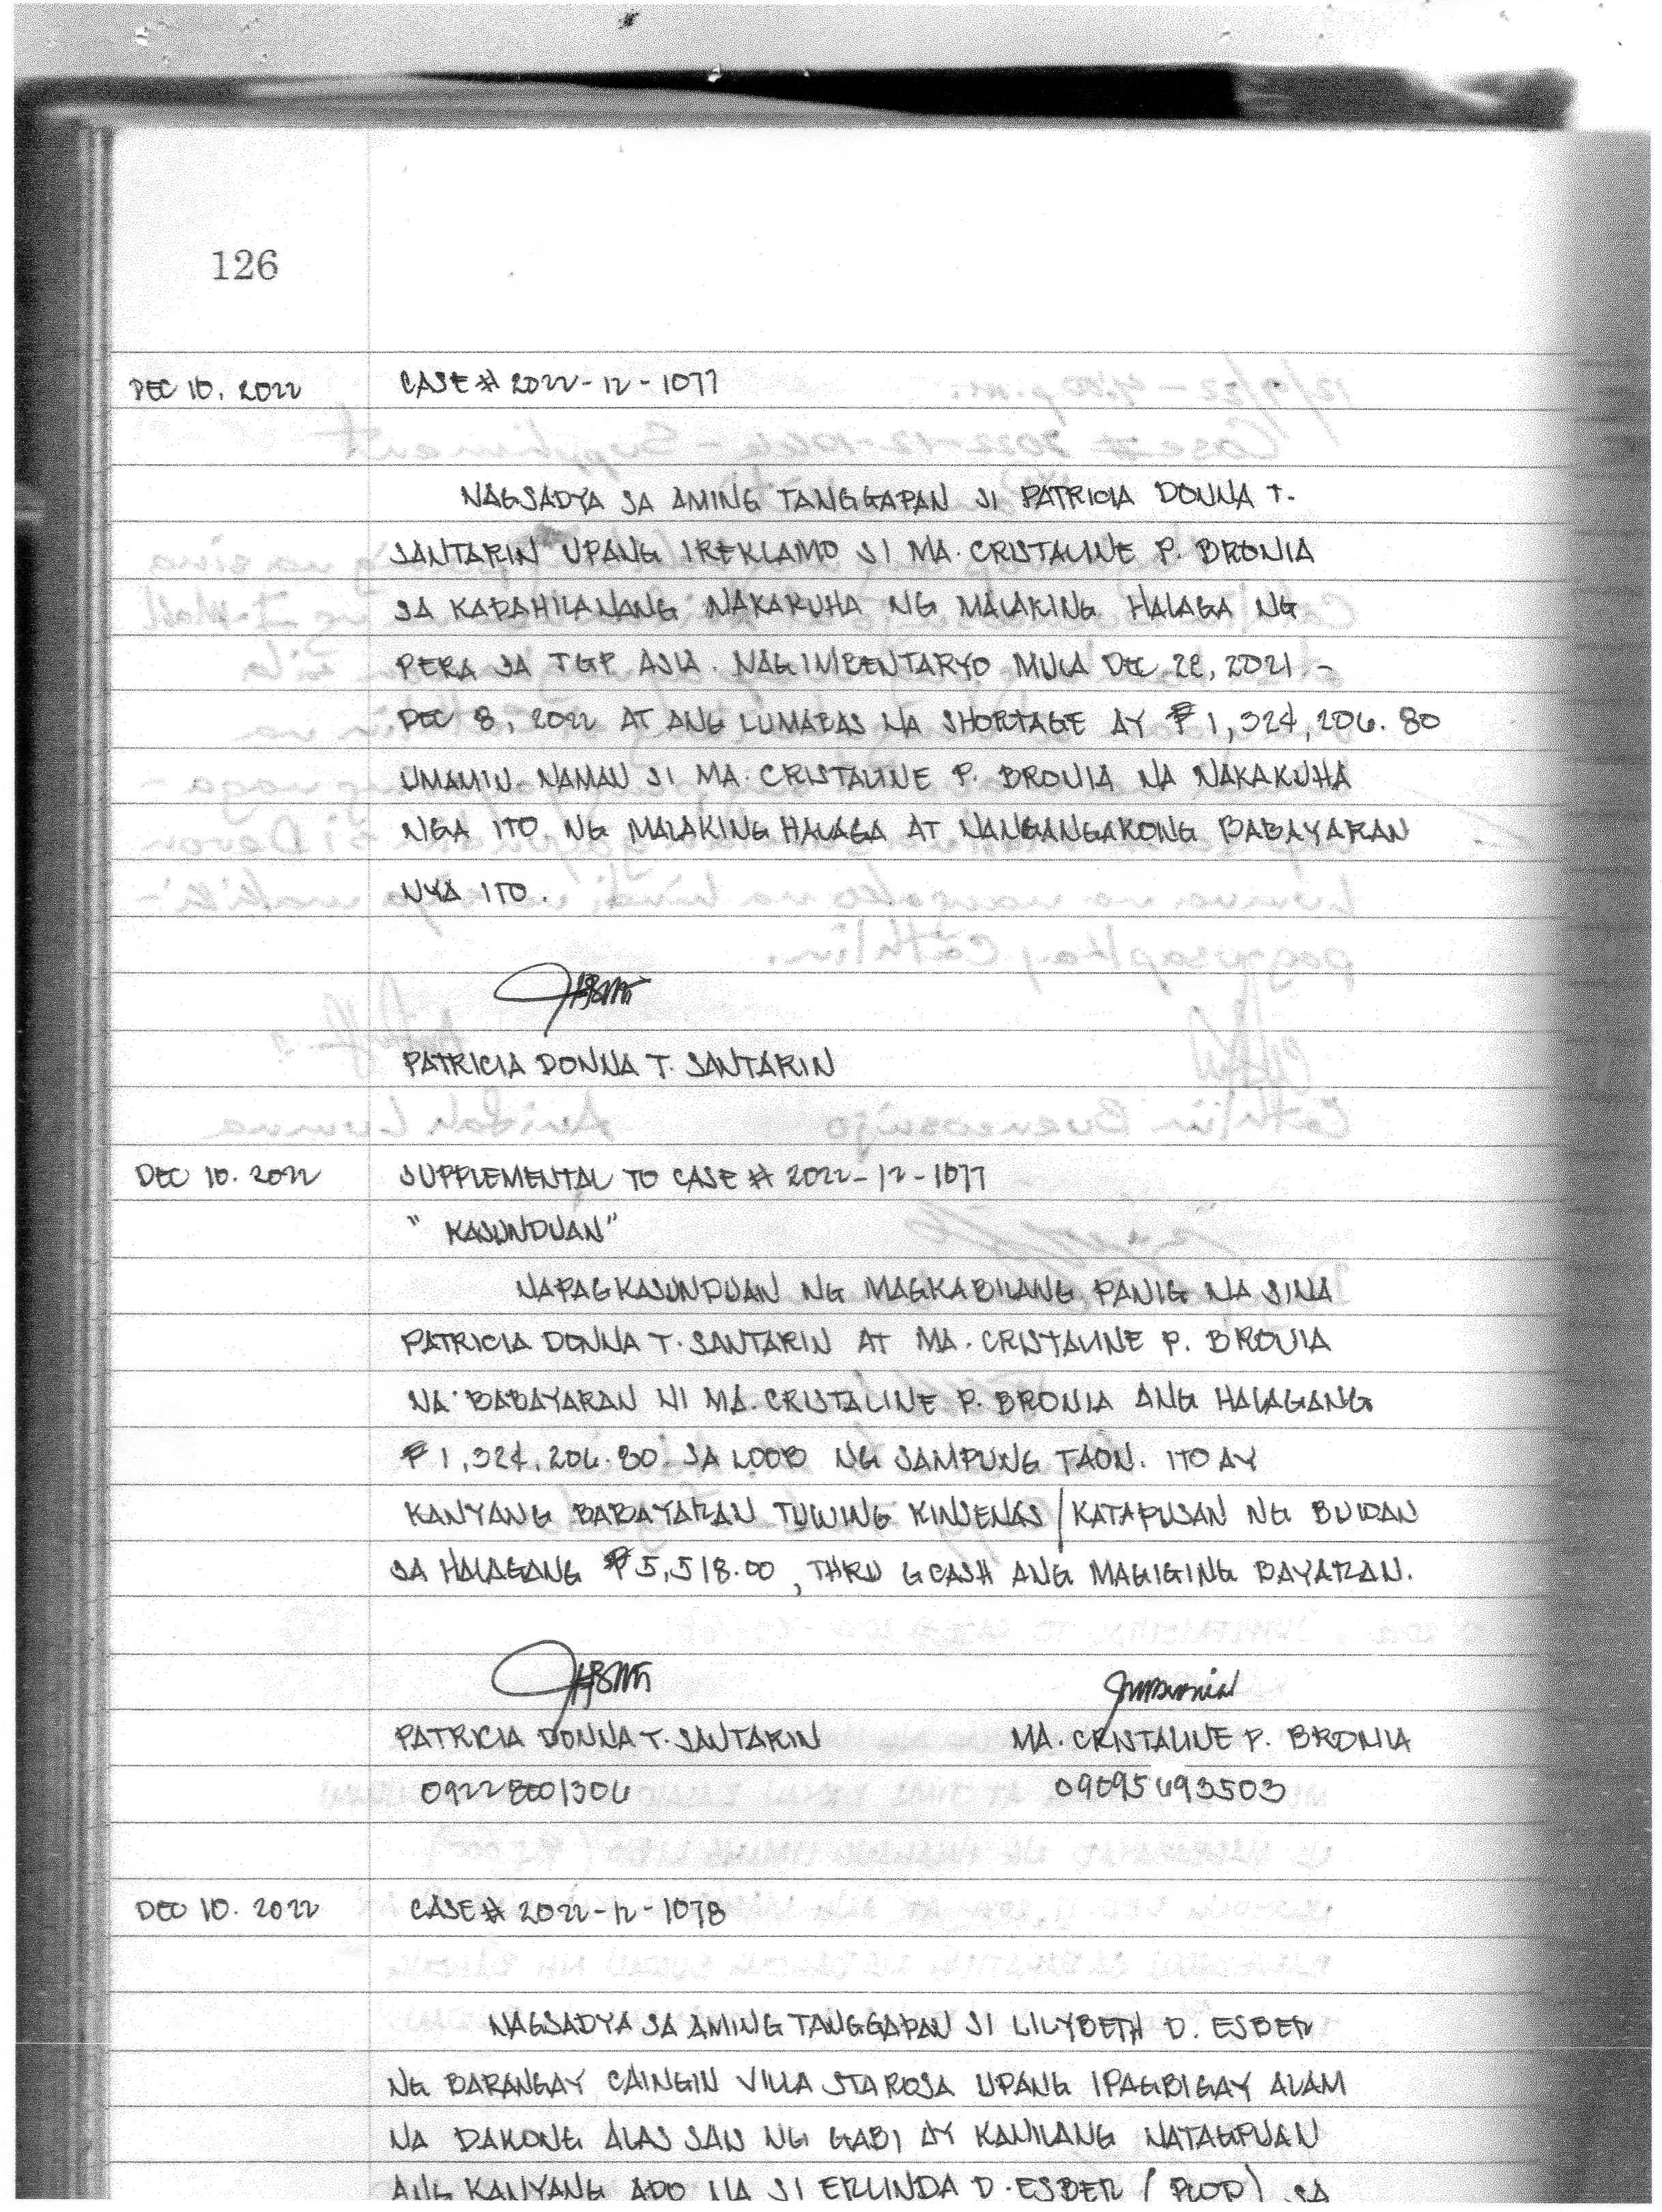 126
DEC 10. 2022 CASE # 2022-12-1077
NAGSADYA SA AMING TANGGAPAN SI PATRICIA DONNA T.
SANTARIN UPANG IREKLAMO SI MA. CRISTALINE P. BRONIA
SA KADAHILANANG NAKAKUHA NG MALAKING HALAGA NG
PERA SA TGP ASIA. NAGIMBENTARYO MULA DEC 22, 2021 -
DEC 8, 2022 AT ANG LUMABAS NA SHORTAGE AY ₱ 1,324,206.80
UMAMIN NAMAN SI MA. CRISTALINE P. BRONIA NA NAKAKUHA
NGA ITO NG MALAKING HALAGA AT NANGANGAKONG BABAYARAN
NYA ITO.
PATRICIA DONNA T. SANTARIN
DEC 10. 2022 SUPPLEMENTAL TO CASE # 2022-12-1077
" KASUNDUAN"
NAPAGKASUNDUAN NG MAGKABILANG PANIG NA SINA
PATRICIA DONNA T. SANTARIN AT MA. CRISTALINE P. BRONIA
NA BABAYARAN NI MA. CRISTALINE P. BRONIA ANG HALAGANG
₱ 1,324,206.80 SA LOOB NG SAMPUNG TAON. ITO AY
KANYANG BABAYARAN TUWING KINSENAS / KATAPUSAN NG BUWAN
SA HALAGANG ₱ 5,518.00, THRU GCASH ANG MAGIGING BAYARAN.
PATRICIA DONNA T. SANTARIN MA. CRISTALINE P. BRONIA
DEC 10. 2022 CASE # 2022-12-1078
NAGSADYA SA AMING TANGGAPAN SI LILYBETH D. ESBER
NG BARANGAY CAINGIN VILLA STA ROSA UPANG IPAGBIGAY ALAM
NA DAKONG ALAS NG GABI AY KANILANG NATAGPUAN
ANG KANYANG APO NA SI ERLINDA D. ESBER SA